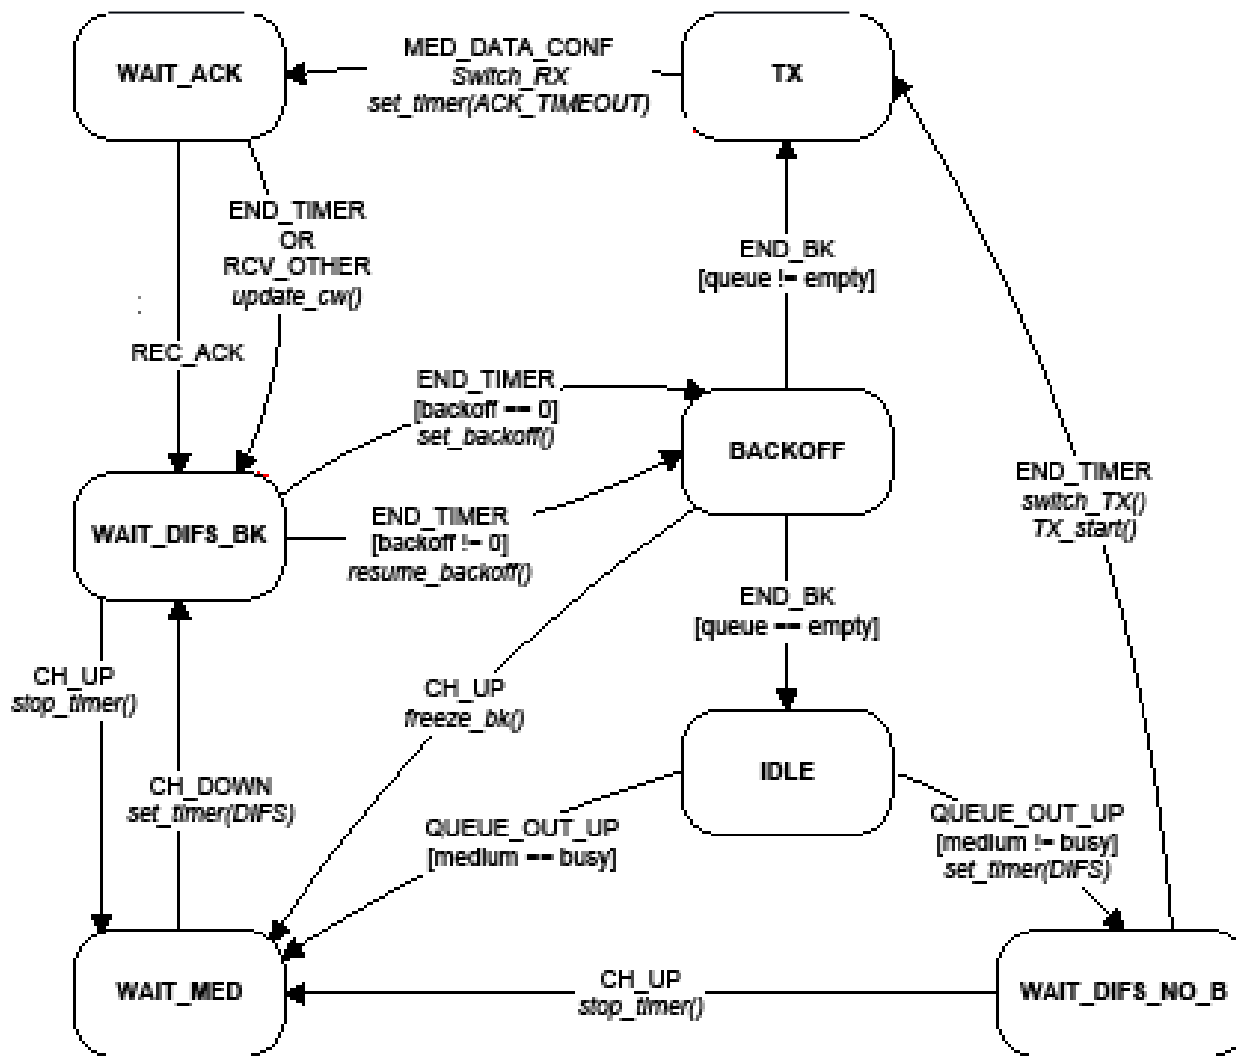 WAIT_ACK
MED_DATA_CONF
Switch_RX
set_timer(ACK_TIMEOUT)
TX
END_TIMER
OR
RCV_OTHER
update_cw()
REC_ACK
END_BK
[queue != empty]
END_TIMER
[backoff == 0]
set_backoff()
BACKOFF
END_TIMER
switch_TX()
TX_start()
WAIT_DIFS_BK
END_TIMER
[backoff != 0]
resume_backoff()
END_BK
[queue == empty]
CH_UP
stop_timer()
CH_UP
freeze_bk()
CH_DOWN
set_timer(DIFS)
IDLE
QUEUE_OUT_UP
[medium == busy]
QUEUE_OUT_UP
[medium != busy]
set_timer(DIFS)
WAIT_MED
CH_UP
stop_timer()
WAIT_DIFS_NO_B